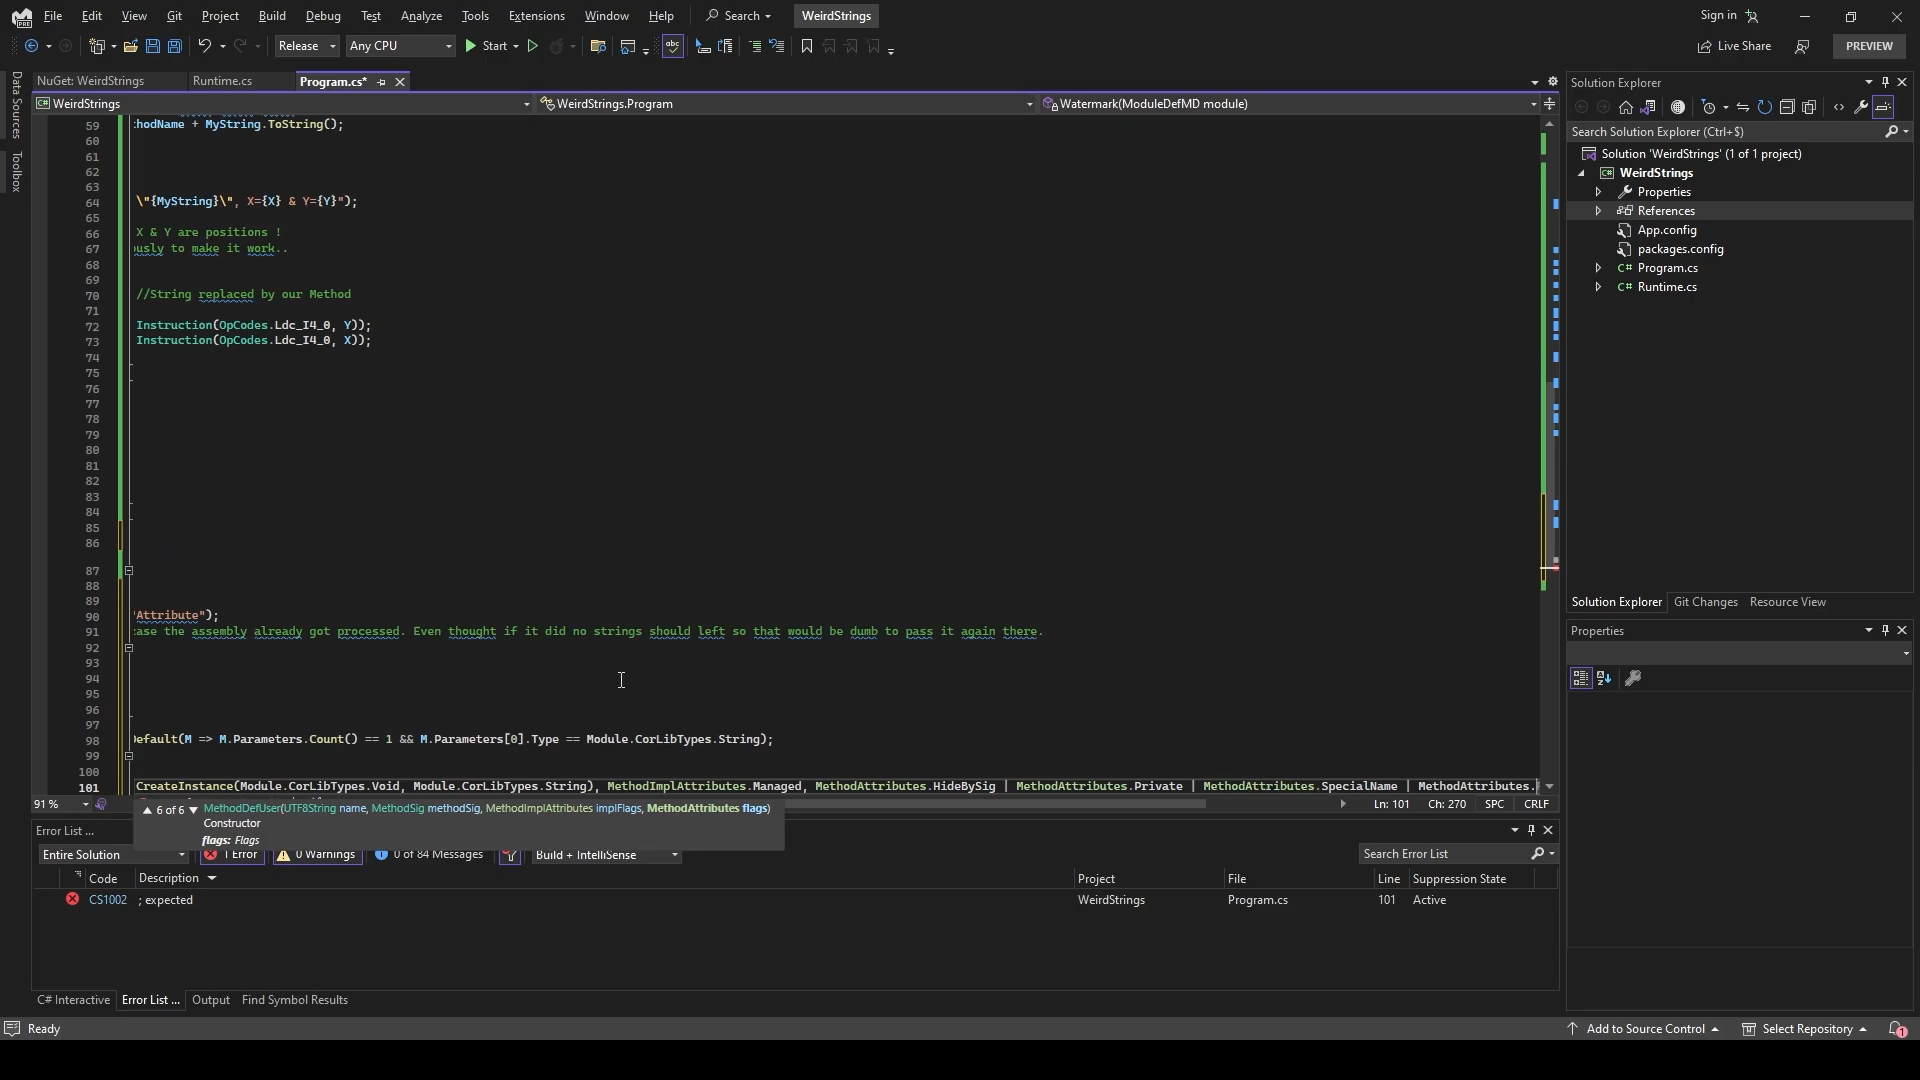 File Edit View Git Project Build Debug Test Analyze Tools Extensions Window Help Search WeirdStrings Sign in
Release Any CPU Start Live Share PREVIEW
Data Sources
Toolbox
NuGet: WeirdStrings Runtime.cs Program.cs*
WeirdStrings WeirdStrings.Program Watermark(ModuleDefMD module)
59 :hodName + MyString.ToString();
60
61
62
63
64 \"{MyString}\", X={X} & Y={Y}");
65
66 X & Y are positions !
67 usly to make it work..
68
69
70 //String replaced by our Method
71
72 Instruction(OpCodes.Ldc_I4_0, Y));
73 Instruction(OpCodes.Ldc_I4_0, X));
74
75
76
77
78
79
80
81
82
83
84
85
86
87
88
89
90 "Attribute");
91 ase the assembly already got processed. Even thought if it did no strings should left so that would be dumb to pass it again there.
92
93
94
95
96
97
98 Default(M => M.Parameters.Count() == 1 && M.Parameters[0].Type == Module.CorLibTypes.String);
99
100
101 CreateInstance(Module.CorLibTypes.Void, Module.CorLibTypes.String), MethodImplAttributes.Managed, MethodAttributes.HideBySig | MethodAttributes.Private | MethodAttributes.SpecialName | MethodAttributes.
91 % Ln: 101 Ch: 270 SPC CRLF
6 of 6 MethodDefUser(UTF8String name, MethodSig methodSig, MethodImplAttributes implFlags, MethodAttributes flags)
Constructor
flags: Flags
Error List ...
Entire Solution 1 Error 0 Warnings 0 of 84 Messages Build + IntelliSense Search Error List
Code Description Project File Line Suppression State
CS1002 ; expected WeirdStrings Program.cs 101 Active
C# Interactive Error List ... Output Find Symbol Results
Solution Explorer
Search Solution Explorer (Ctrl+$)
Solution 'WeirdStrings' (1 of 1 project)
WeirdStrings
Properties
References
App.config
packages.config
C# Program.cs
C# Runtime.cs
Solution Explorer Git Changes Resource View
Properties
Ready Add to Source Control Select Repository 1